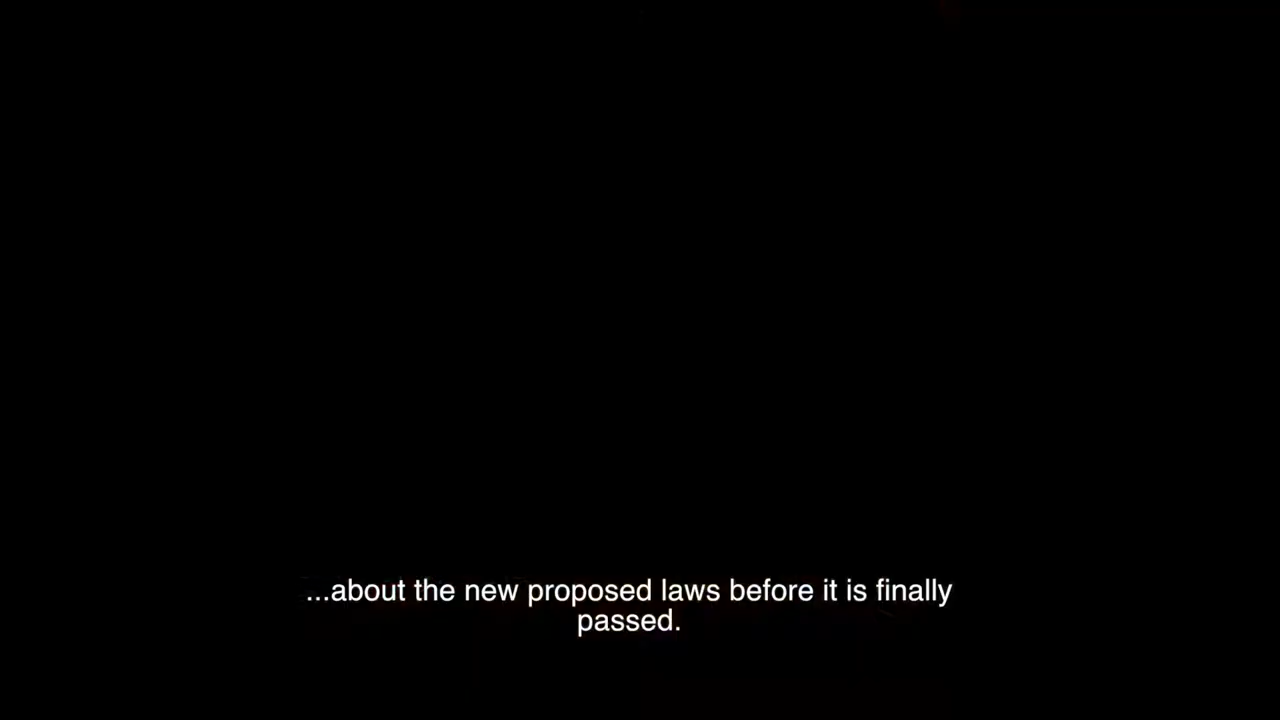 ...about the new proposed laws before it is finally
passed.